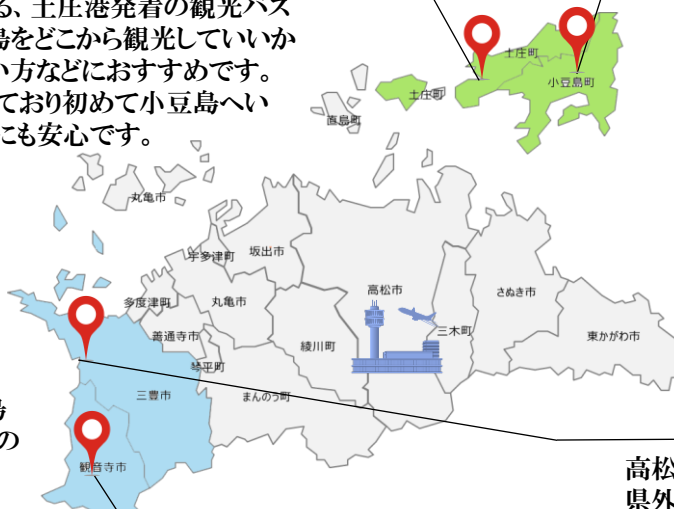 る、土庄港発着の観光バス
島をどこから観光していいか
い方などにおすすめです。
ており初めて小豆島へい
にも安心です。
土庄町
小豆島町
土庄町
直島町
丸亀市
宇多津町
坂出市
高松市
さぬき市
多度津町
丸亀市
善通寺市
綾川町
三木町
東かがわ市
琴平町
三豊市
まんのう町
の
観音寺市
高松
県外